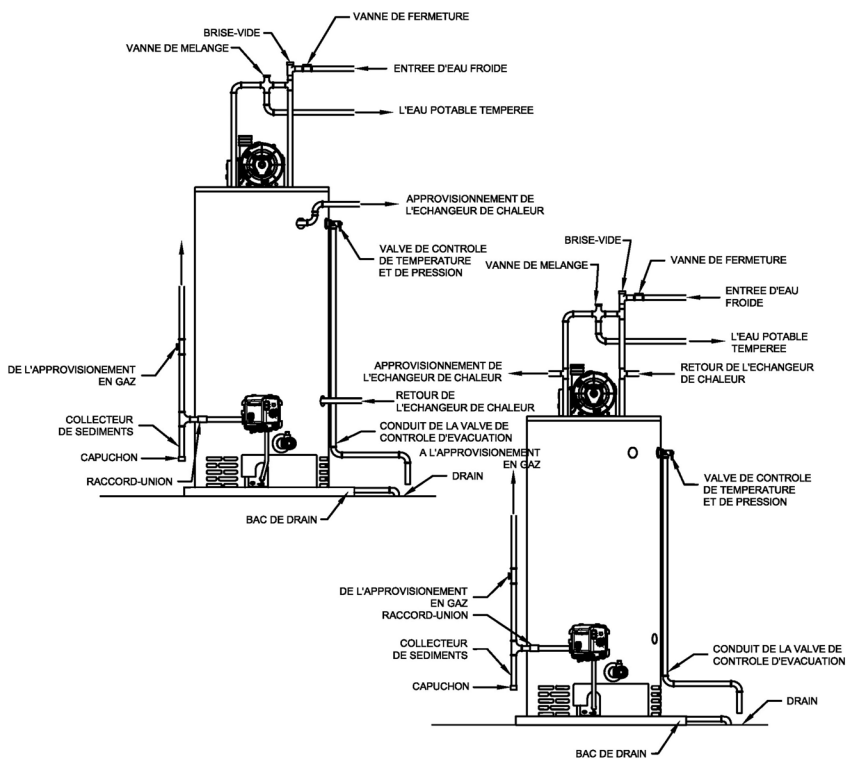 VANNE DE FERMETURE
BRISE-VIDE
VANNE DE MELANGE
ENTREE D'EAU FROIDE
L'EAU POTABLE TEMPEREE
APPROVISIONNEMENT DE
L'ECHANGEUR DE CHALEUR
VALVE DE CONTROLE
DE TEMPERATURE
ET DE PRESSION
DE L'APPROVISIONEMENT
EN GAZ
RETOUR DE
L'ECHANGEUR DE CHALEUR
COLLECTEUR
DE SEDIMENTS
CONDUIT DE LA VALVE DE
CONTROLE D'EVACUATION
CAPUCHON
RACCORD-UNION
DRAIN
BAC DE DRAIN
BRISE-VIDE
VANNE DE MELANGE
VANNE DE FERMETURE
ENTREE D'EAU
FROIDE
L'EAU POTABLE
TEMPEREE
APPROVISIONNEMENT DE
L'ECHANGEUR DE CHALEUR
RETOUR DE L'ECHANGEUR
DE CHALEUR
A L'APPROVISIONEMENT
EN GAZ
VALVE DE CONTROLE
DE TEMPERATURE
ET DE PRESSION
DE L'APPROVISIONEMENT
EN GAZ
RACCORD-UNION
COLLECTEUR
DE SEDIMENTS
CAPUCHON
CONDUIT DE LA VALVE DE
CONTROLE D'EVACUATION
DRAIN
BAC DE DRAIN